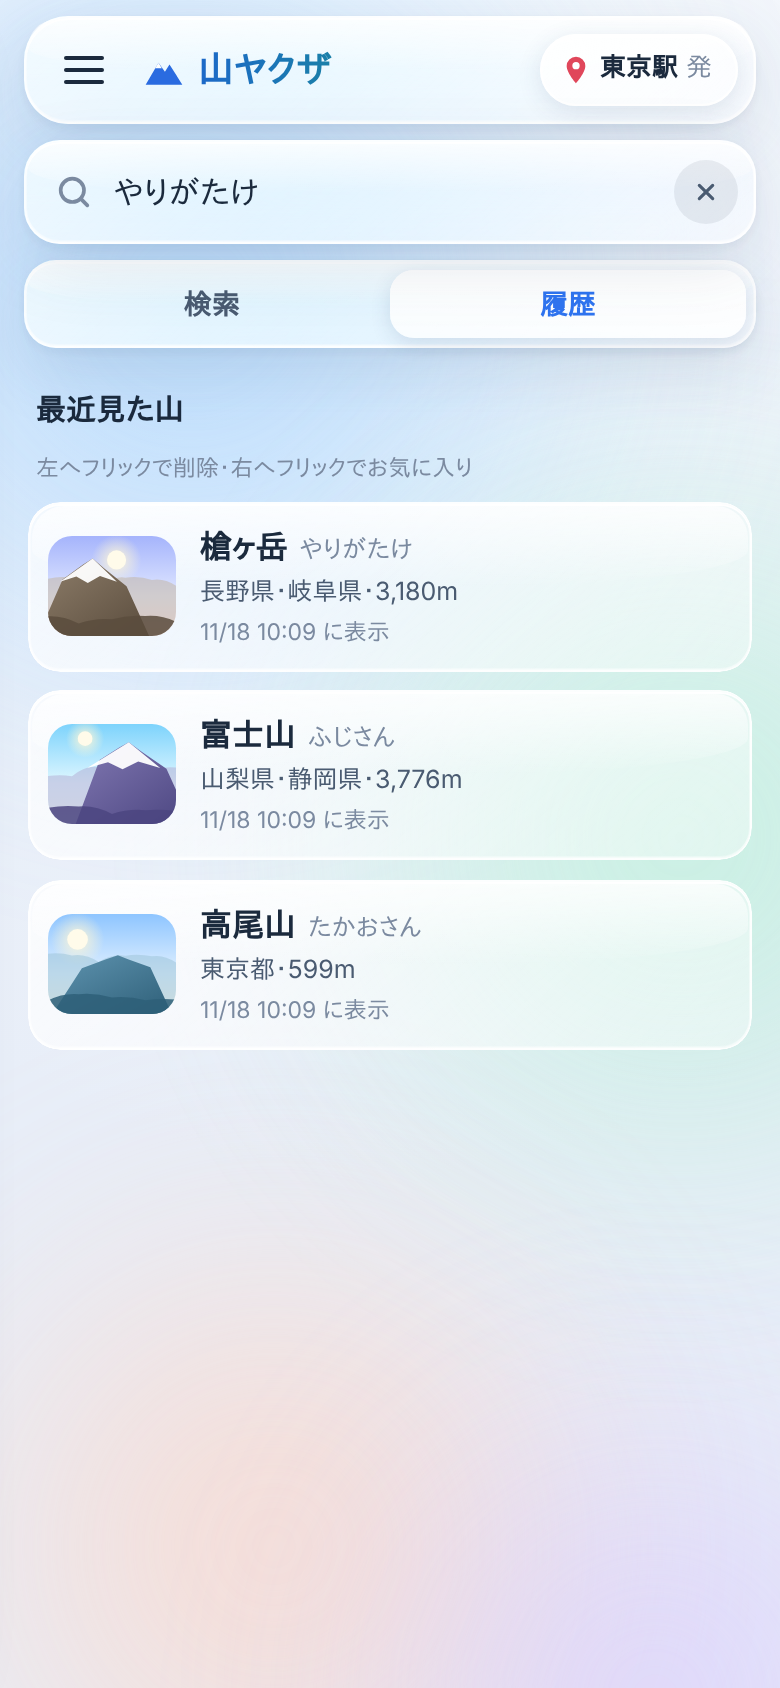 山ヤクザ
東京駅 発
やりがたけ
検索
履歴
最近見た山
左へフリックで削除·右へフリックでお気に入り
槍ヶ岳 やりがたけ
長野県·岐阜県·3,180m
11/18 10:09 に表示
富士山 ふじさん
山梨県·静岡県·3,776m
11/18 10:09 に表示
高尾山 たかおさん
東京都·599m
11/18 10:09 に表示